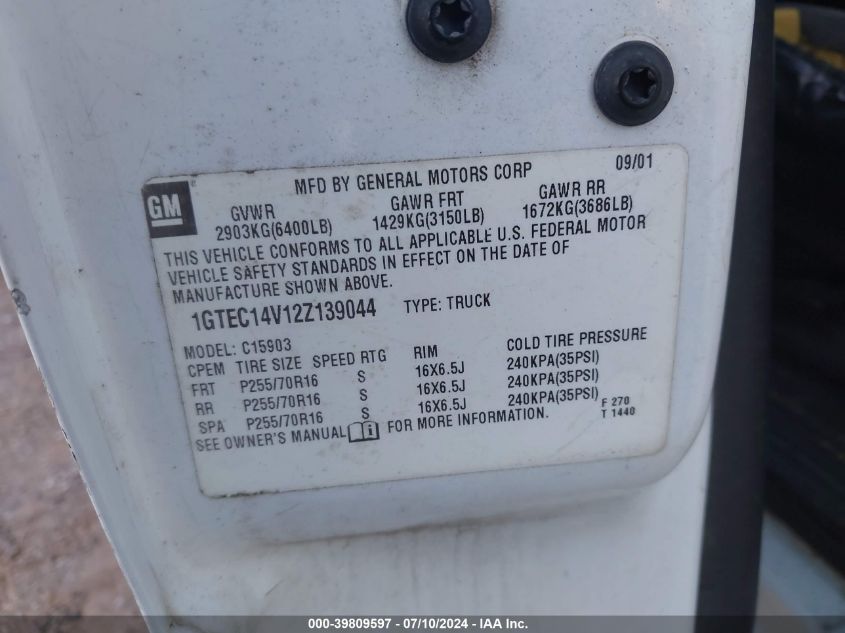 MFD BY GENERAL MOTORS CORP 09/01
GM
GVWR GAWR FRT GAWR RR
2903KG(6400LB) 1429KG(3150LB) 1672KG(3686LB)
THIS VEHICLE CONFORMS TO ALL APPLICABLE U.S. FEDERAL MOTOR
VEHICLE SAFETY STANDARDS IN EFFECT ON THE DATE OF
MANUFACTURE SHOWN ABOVE.
1GTEC14V12Z139044 TYPE: TRUCK
MODEL: C15903
CPEM TIRE SIZE SPEED RTG RIM COLD TIRE PRESSURE
FRT P255/70R16 S 16X6.5J 240KPA(35PSI)
RR P255/70R16 S 16X6.5J 240KPA(35PSI)
SPA P255/70R16 S 16X6.5J 240KPA(35PSI)
SEE OWNER'S MANUAL i FOR MORE INFORMATION.
F 270
T 1440
000-39809597 - 07/10/2024 - IAA Inc.